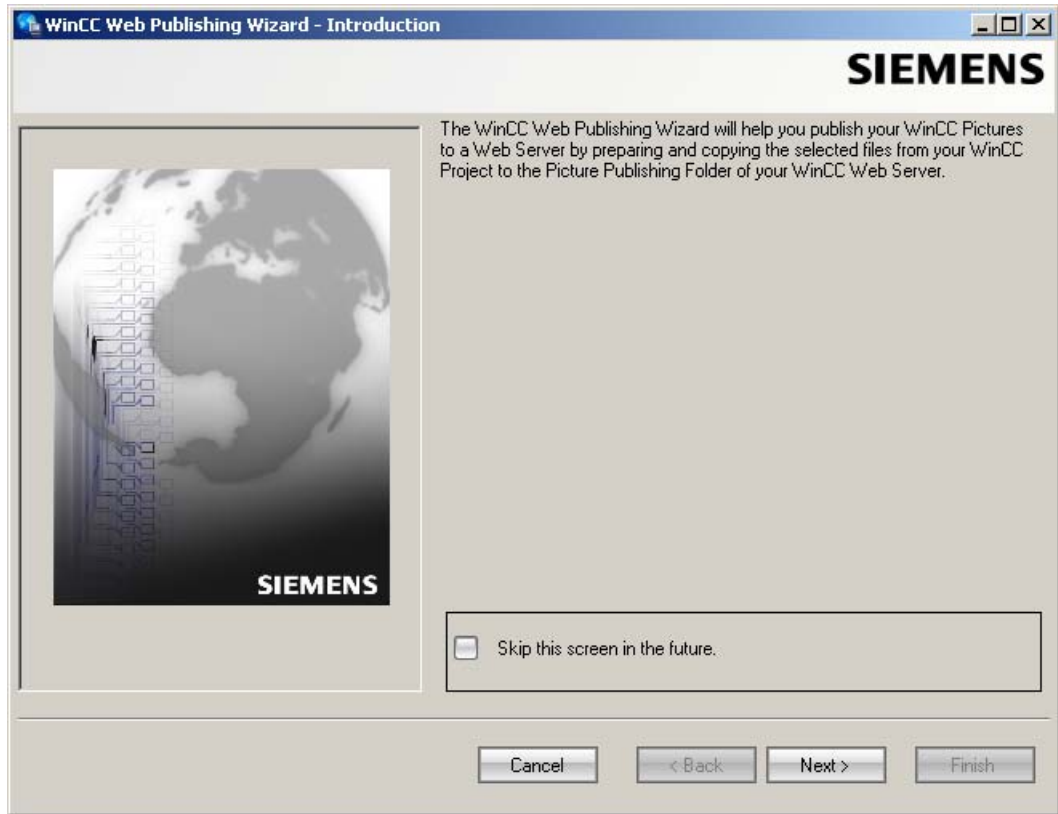 WinCC Web Publishing Wizard - Introduction
SIEMENS
The WinCC Web Publishing Wizard will help you publish your WinCC Pictures
to a Web Server by preparing and copying the selected files from your WinCC
Project to the Picture Publishing Folder of your WinCC Web Server.
SIEMENS
Skip this screen in the future.
Cancel < Back Next > Finish